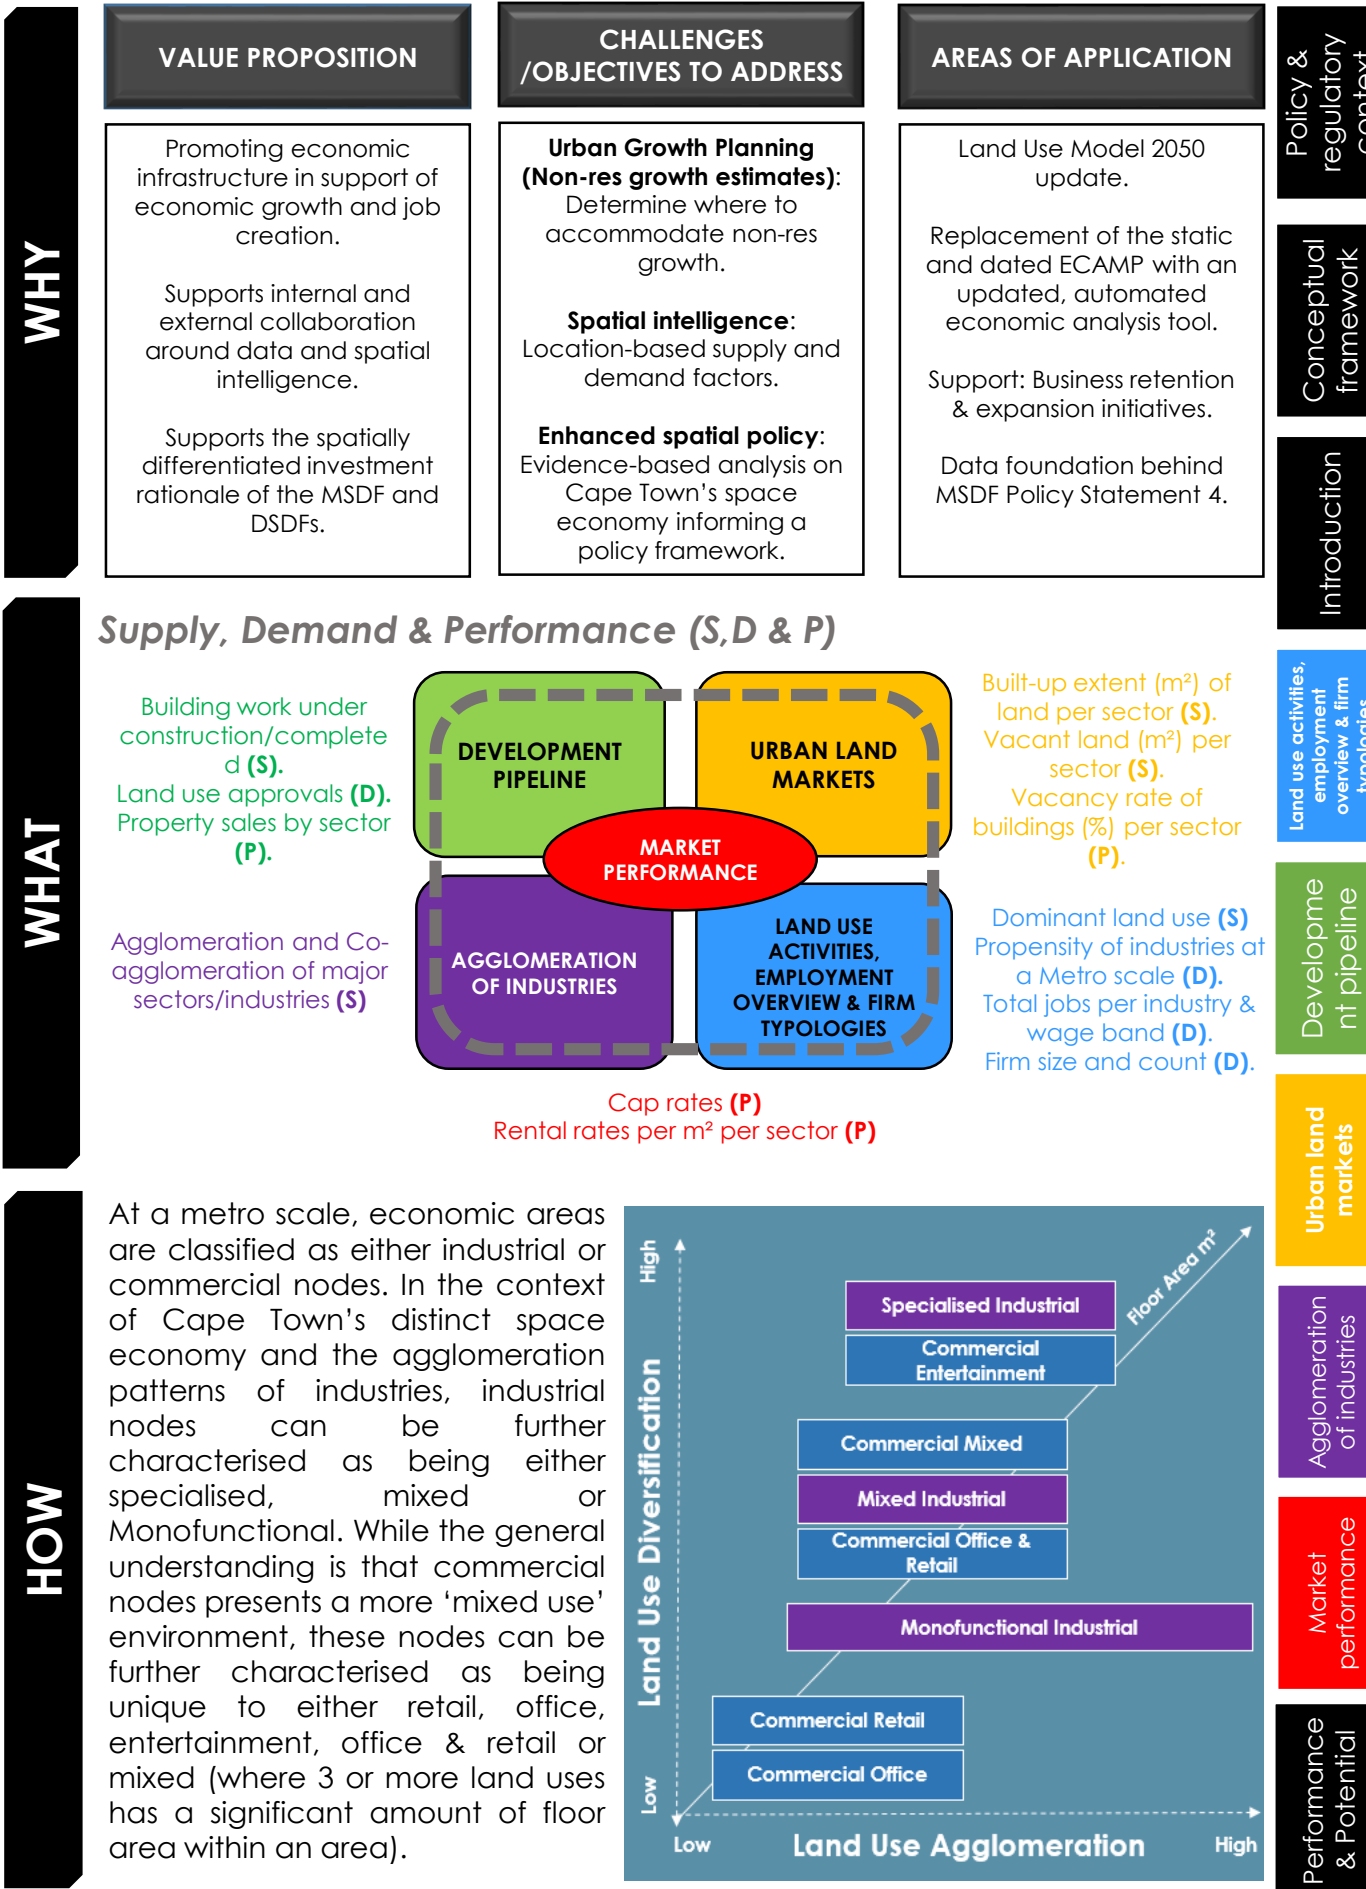 WHY
VALUE PROPOSITION
Promoting economic
infrastructure in support of
economic growth and job
creation.
Supports internal and
external collaboration
around data and spatial
intelligence.
Supports the spatially
differentiated investment
rationale of the MSDF and
DSDFs.
CHALLENGES
/OBJECTIVES TO ADDRESS
Urban Growth Planning
(Non-res growth estimates):
Determine where to
accommodate non-res
growth.
Spatial intelligence:
Location-based supply and
demand factors.
Enhanced spatial policy:
Evidence-based analysis on
Cape Town’s space
economy informing a
policy framework.
AREAS OF APPLICATION
Land Use Model 2050
update.
Replacement of the static
and dated ECAMP with an
updated, automated
economic analysis tool.
Support: Business retention
& expansion initiatives.
Data foundation behind
MSDF Policy Statement 4.
WHAT
Supply, Demand & Performance (S,D & P)
Building work under
construction/complete
d (S).
Land use approvals (D).
Property sales by sector
(P).
Agglomeration and Co-
agglomeration of major
sectors/industries (S)
DEVELOPMENT
PIPELINE
URBAN LAND
MARKETS
MARKET
PERFORMANCE
AGGLOMERATION
OF INDUSTRIES
LAND USE
ACTIVITIES,
EMPLOYMENT
OVERVIEW & FIRM
TYPOLOGIES
Built-up extent (m²) of
land per sector (S).
Vacant land (m²) per
sector (S).
Vacancy rate of
buildings (%) per sector
(P).
Dominant land use (S)
Propensity of industries at
a Metro scale (D).
Total jobs per industry &
wage band (D).
Firm size and count (D).
Cap rates (P)
Rental rates per m² per sector (P)
HOW
At a metro scale, economic areas
are classified as either industrial or
commercial nodes. In the context
of Cape Town’s distinct space
economy and the agglomeration
patterns of industries, industrial
nodes can be further
characterised as being either
specialised, mixed or
Monofunctional. While the general
understanding is that commercial
nodes presents a more ‘mixed use’
environment, these nodes can be
further characterised as being
unique to either retail, office,
entertainment, office & retail or
mixed (where 3 or more land uses
has a significant amount of floor
area within an area).
High
Land Use Diversification
Low
Floor Area m²
Specialised Industrial
Commercial
Entertainment
Commercial Mixed
Mixed Industrial
Commercial Office &
Retail
Monofunctional Industrial
Commercial Retail
Commercial Office
Low
Land Use Agglomeration
High
Policy &
regulatory
context
Conceptual
framework
Introduction
Land use activities,
employment
overview & firm
typologies
Developme
nt pipeline
Urban land
markets
Agglomeration
of industries
Market
performance
Performance
& Potential